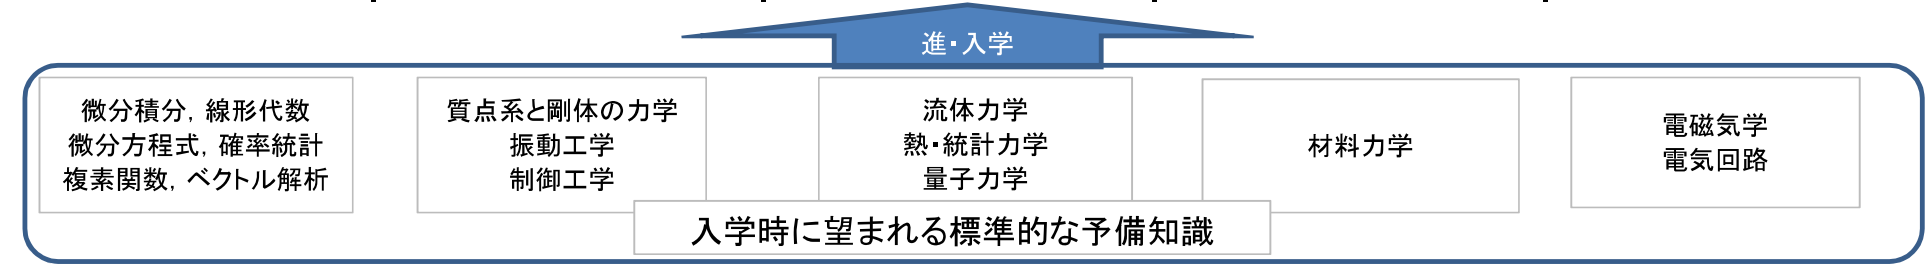 進・入学
微分積分, 線形代数
微分方程式, 確率統計
複素関数, ベクトル解析
質点系と剛体の力学
振動工学
制御工学
流体力学
熱・統計力学
量子力学
材料力学
電磁気学
電気回路
入学時に望まれる標準的な予備知識